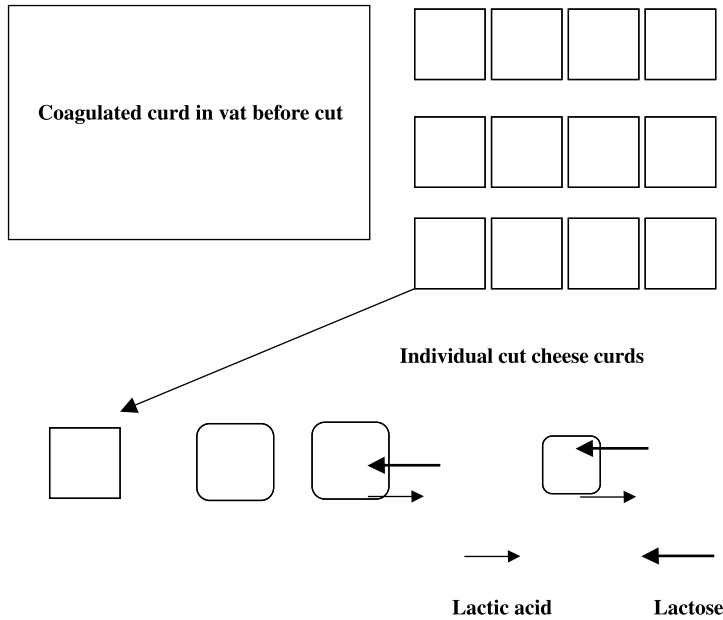 Coagulated curd in vat before cut
Individual cut cheese curds
Lactic acid
Lactose